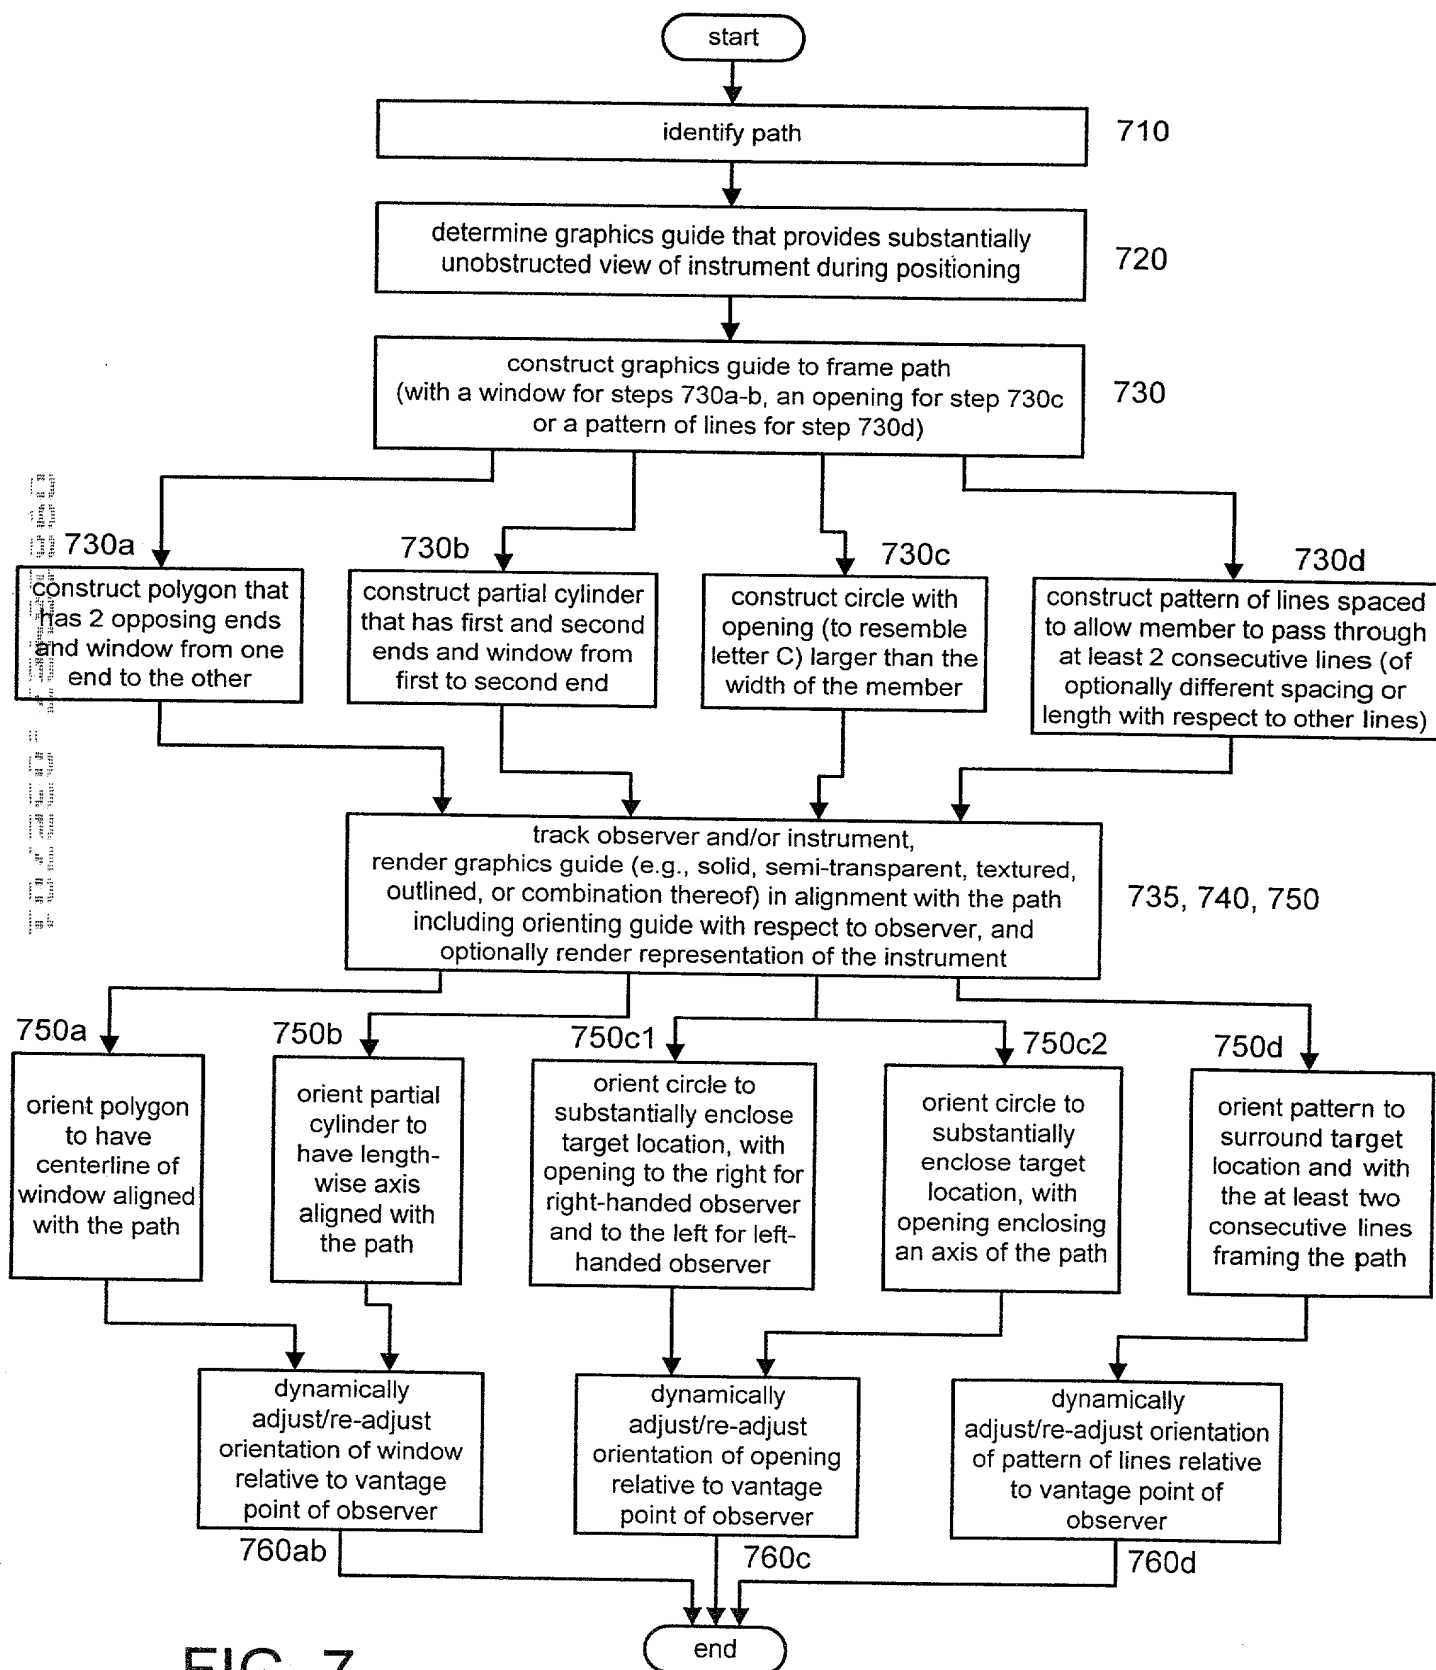 start
identify path
710
determine graphics guide that provides substantially
unobstructed view of instrument during positioning
720
construct graphics guide to frame path
(with a window for steps 730a-b, an opening for step 730c
or a pattern of lines for step 730d)
730
730a
construct polygon that
has 2 opposing ends
and window from one
end to the other
730b
construct partial cylinder
that has first and second
ends and window from
first to second end
730c
construct circle with
opening (to resemble
letter C) larger than the
width of the member
730d
construct pattern of lines spaced
to allow member to pass through
at least 2 consecutive lines (of
optionally different spacing or
length with respect to other lines)
track observer and/or instrument,
render graphics guide (e.g., solid, semi-transparent, textured,
outlined, or combination thereof) in alignment with the path
including orienting guide with respect to observer, and
optionally render representation of the instrument
735, 740, 750
750a
orient polygon
to have
centerline of
window aligned
with the path
750b
orient partial
cylinder to
have length-
wise axis
aligned with
the path
750c1
orient circle to
substantially enclose
target location, with
opening to the right for
right-handed observer
and to the left for left-
handed observer
750c2
orient circle to
substantially
enclose target
location, with
opening enclosing
an axis of the path
750d
orient pattern to
surround target
location and with
the at least two
consecutive lines
framing the path
dynamically
adjust/re-adjust
orientation of window
relative to vantage
point of observer
760ab
dynamically
adjust/re-adjust
orientation of opening
relative to vantage
point of observer
760c
dynamically
adjust/re-adjust orientation
of pattern of lines relative
to vantage point of
observer
760d
end
FIG. 7